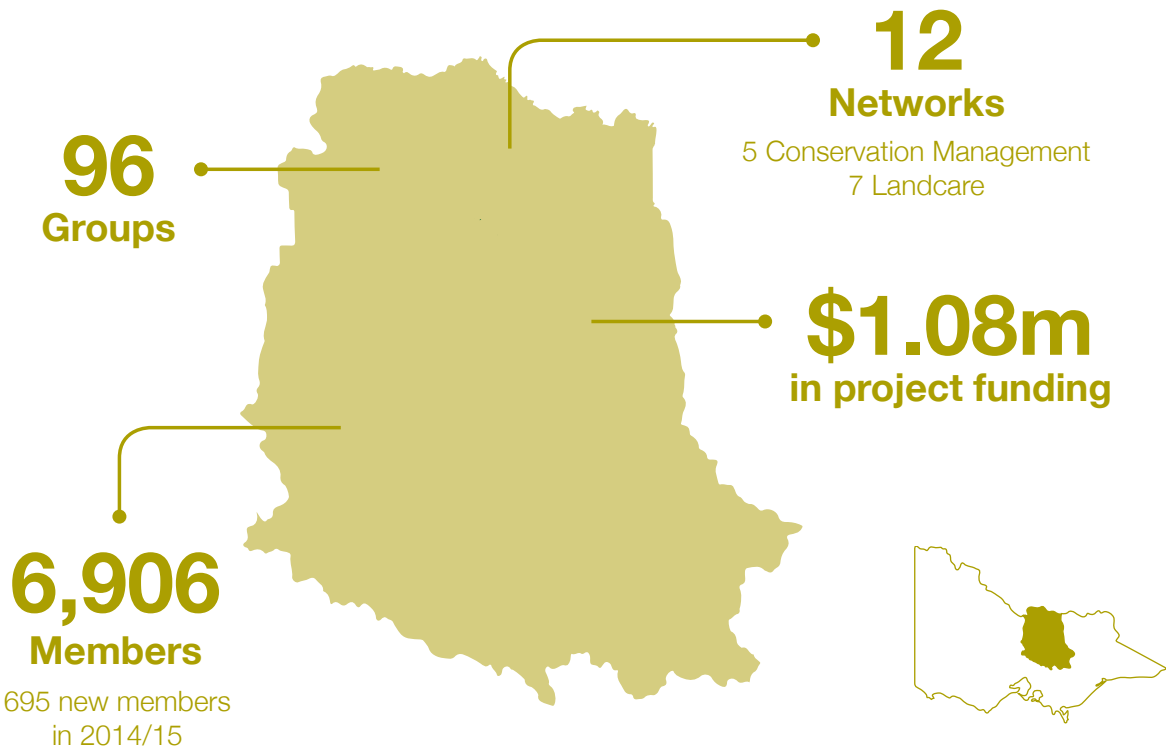 12
Networks
5 Conservation Management
7 Landcare
96
Groups
$1.08m
in project funding
6,906
Members
695 new members
in 2014/15